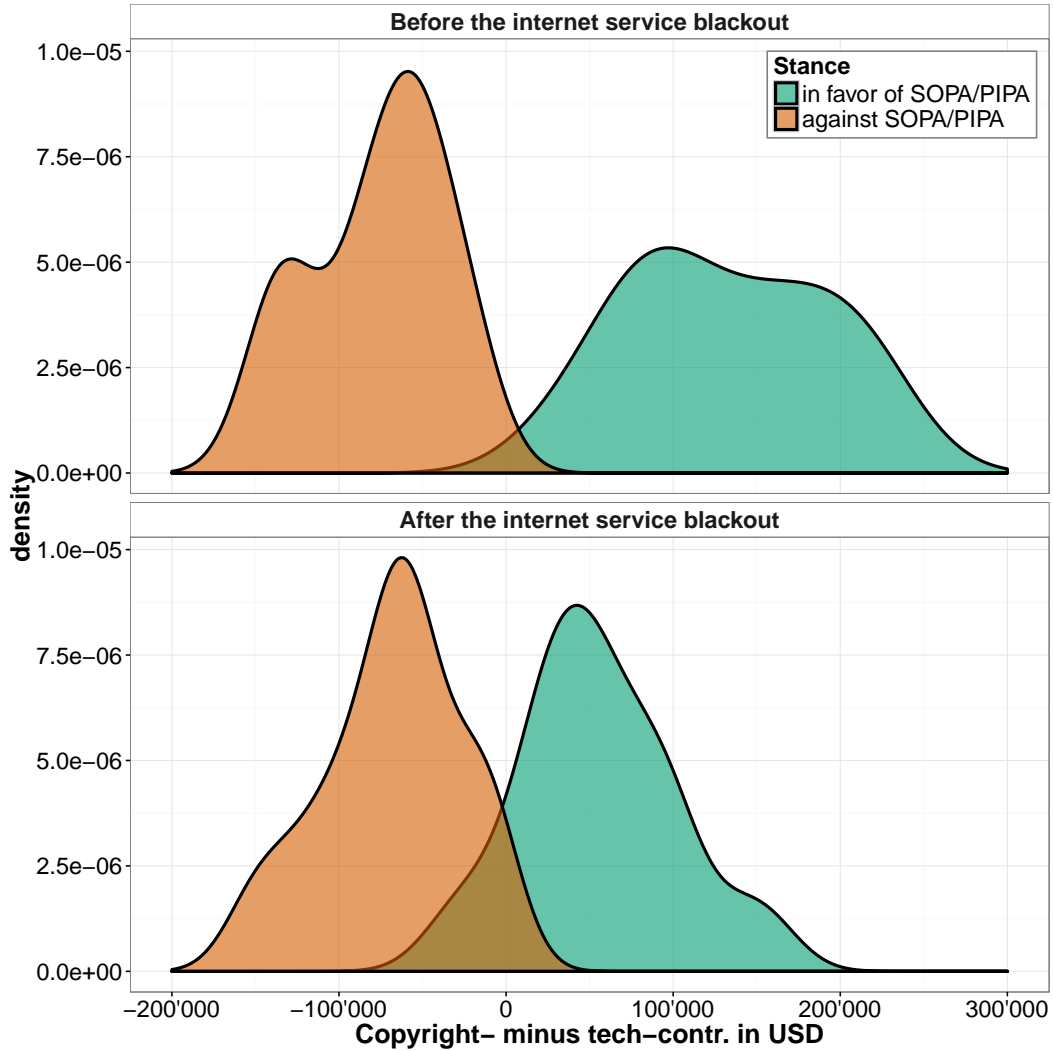 Before the internet service blackout
1.0e−05
7.5e−06
5.0e−06
2.5e−06
0.0e+00
Stance
in favor of SOPA/PIPA
against SOPA/PIPA
density
After the internet service blackout
1.0e−05
7.5e−06
5.0e−06
2.5e−06
0.0e+00
−200'000 −100'000 0 100'000 200'000 300'000
Copyright− minus tech−contr. in USD